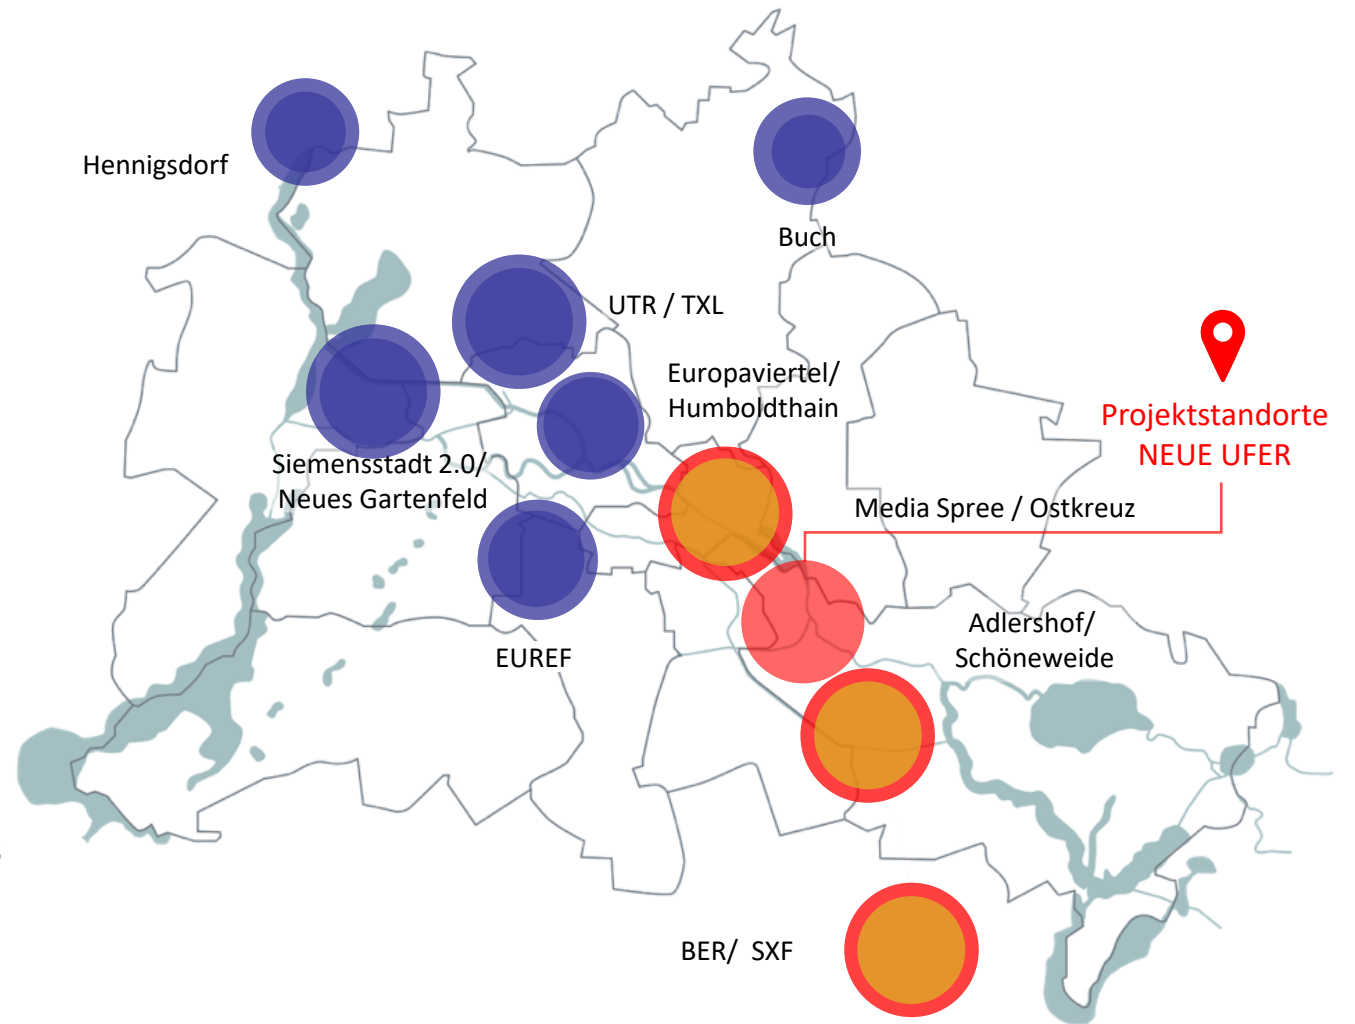 Hennigsdorf
Buch
UTR / TXL
Europaviertel/
Humboldthain
Projektstandorte
NEUE UFER
Siemensstadt 2.0/
Neues Gartenfeld
Media Spree / Ostkreuz
EUREF
Adlershof/
Schöneweide
BER/ SXF